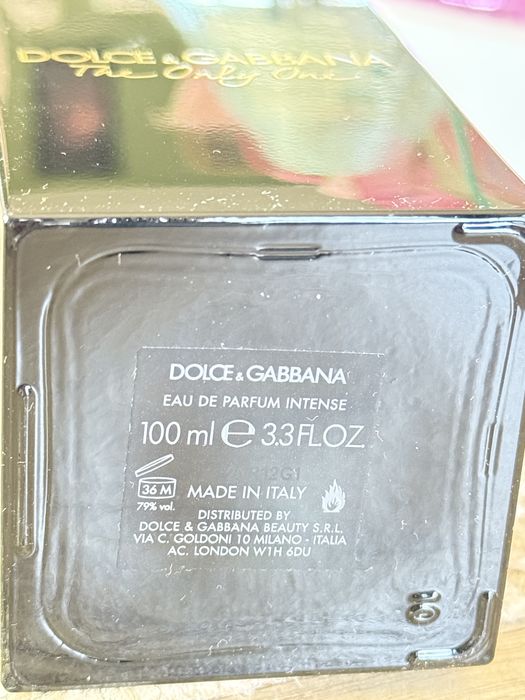 DOLCE & GABBANA
The Only One
DOLCE & GABBANA
EAU DE PARFUM INTENSE
100 ml ℮ 3.3 FL.OZ.
36 M
MADE IN ITALY
79% vol.
DISTRIBUTED BY
DOLCE & GABBANA BEAUTY S.R.L.
VIA C. GOLDONI 10 MILANO - ITALIA
AC. LONDON W1H 6DU